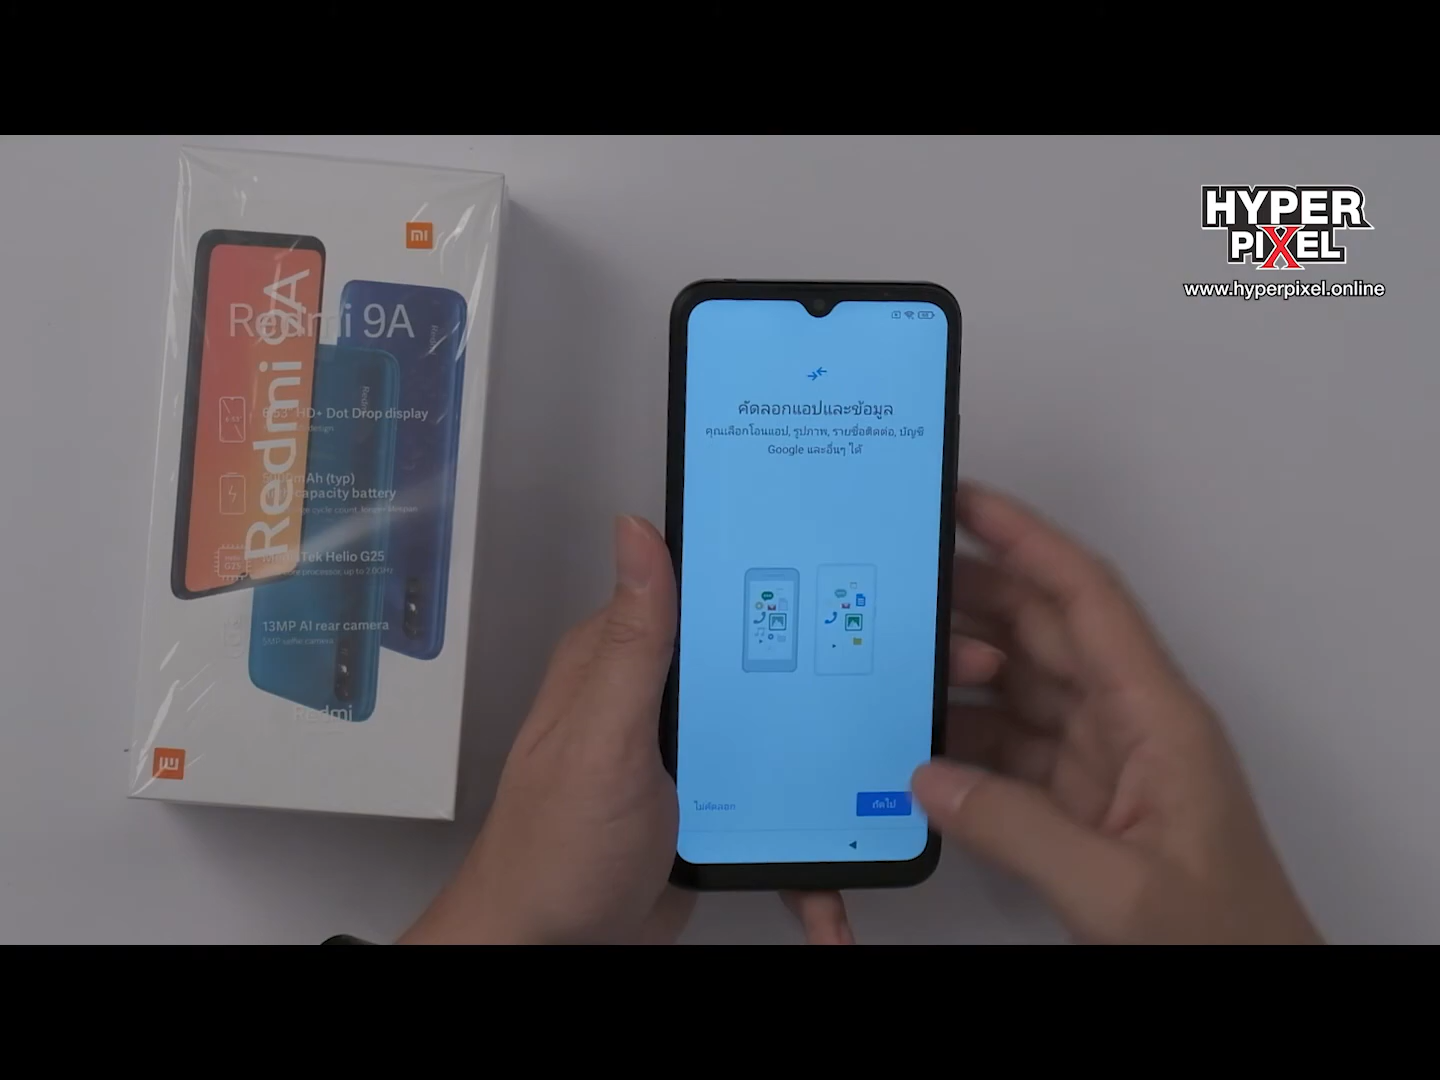 HYPER
PIXEL
www.hyperpixel.online
Redmi 9A
Redmi 9A
HD+ Dot Drop display
mAh (typ)
capacity battery
Helio G25
13MP AI rear camera
5MP selfie camera
Redmi
คัดลอกแอปและข้อมูล
คุณเลือกโอนแอป, รูปภาพ, รายชื่อติดต่อ, บัญชี
Google และอื่นๆ ได้
ไม่คัดลอก
ถัดไป